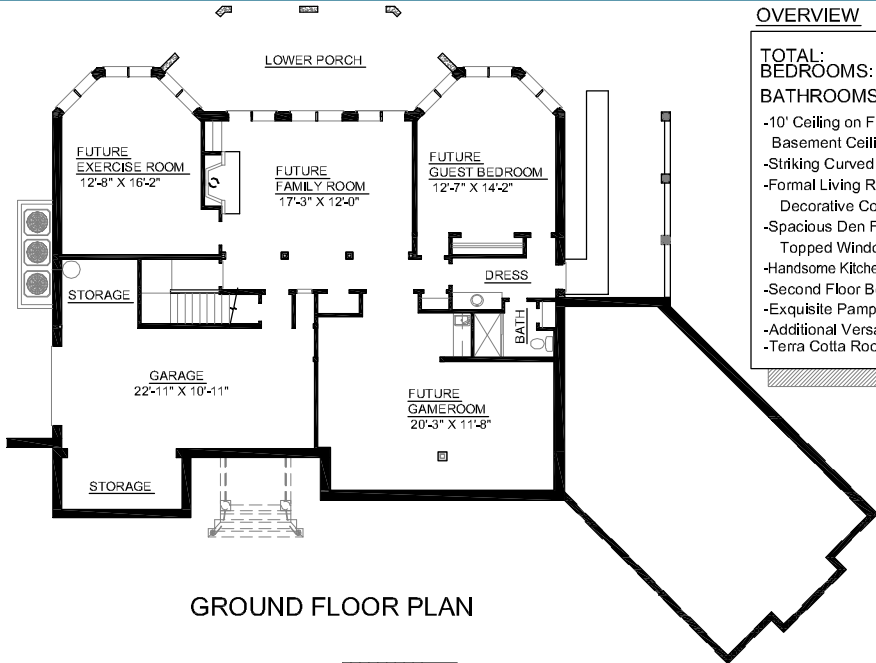 OVERVIEW
TOTAL:
BEDROOMS:
BATHROOMS
-10' Ceiling on F
Basement Ceili
-Striking Curved
-Formal Living R
Decorative Co
-Spacious Den F
Topped Windo
-Handsome Kitche
-Second Floor Be
-Exquisite Pamp
-Additional Versa
-Terra Cotta Roo
LOWER PORCH
FUTURE
EXERCISE ROOM
12'-8" X 16'-2"
FUTURE
FAMILY ROOM
17'-3" X 12'-0"
FUTURE
GUEST BEDROOM
12'-7" X 14'-2"
STORAGE
DRESS
BATH
GARAGE
22'-11" X 10'-11"
FUTURE
GAMEROOM
20'-3" X 11'-8"
STORAGE
GROUND FLOOR PLAN